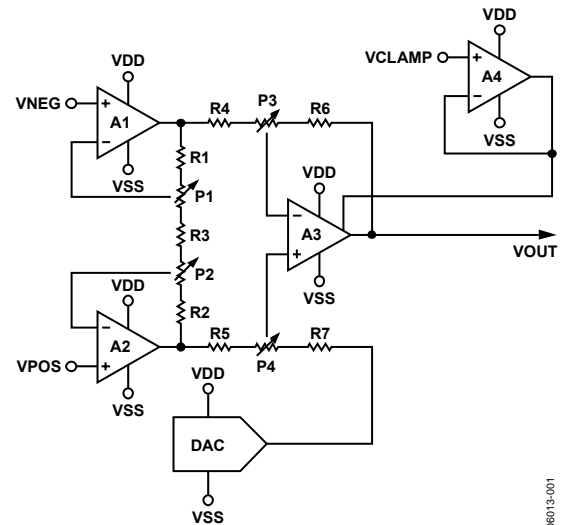 VDD
VDD
VCLAMP
+
A4
−
VNEG
+
A1
−
R4
P3
R6
VSS
VSS
R1
P1
VDD
−
A3
+
R3
VOUT
P2
VDD
VSS
R2
−
A2
+
VPOS
R5
P4
R7
VSS
VDD
DAC
VSS
06013-001